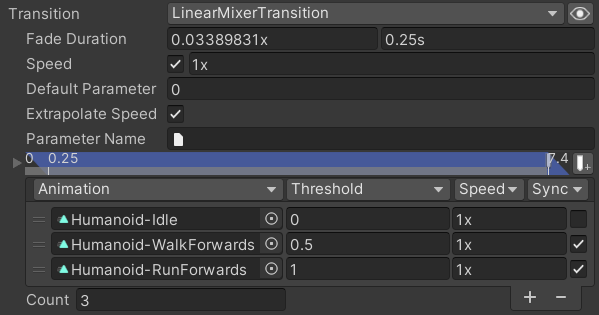 Transition LinearMixerTransition
Fade Duration 0.03389831x 0.25s
Speed 1x
Default Parameter 0
Extrapolate Speed
Parameter Name
0 0.25 7.4
Animation Threshold Speed Sync
Humanoid-Idle 0 1x
Humanoid-WalkForwards 0.5 1x
Humanoid-RunForwards 1 1x
Count 3